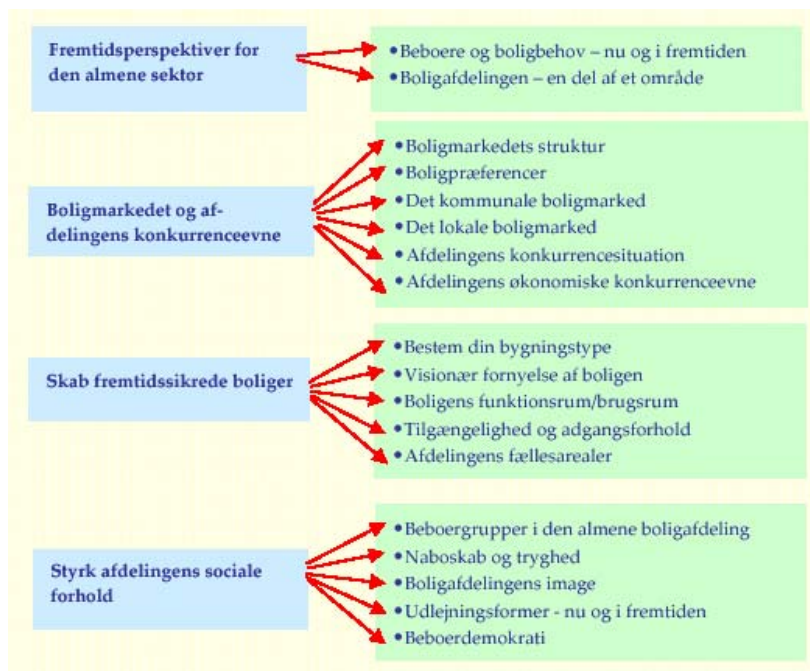 Fremtidsperspektiver for
den almene sektor
•Beboere og boligbehov – nu og i fremtiden
•Boligafdelingen – en del af et område
Boligmarkedet og af-
delingens konkurrenceevne
•Boligmarkedets struktur
•Boligpræferencer
•Det kommunale boligmarked
•Det lokale boligmarked
•Afdelingens konkurrencesituation
•Afdelingens økonomiske konkurrenceevne
Skab fremtidssikrede boliger
•Bestem din bygningstype
•Visionær fornyelse af boligen
•Boligens funktionsrum/brugsrum
•Tilgængelighed og adgangsforhold
•Afdelingens fællesarealer
Styrk afdelingens sociale
forhold
•Beboergrupper i den almene boligafdeling
•Naboskab og tryghed
•Boligafdelingens image
•Udlejningsformer - nu og i fremtiden
•Beboerdemokrati